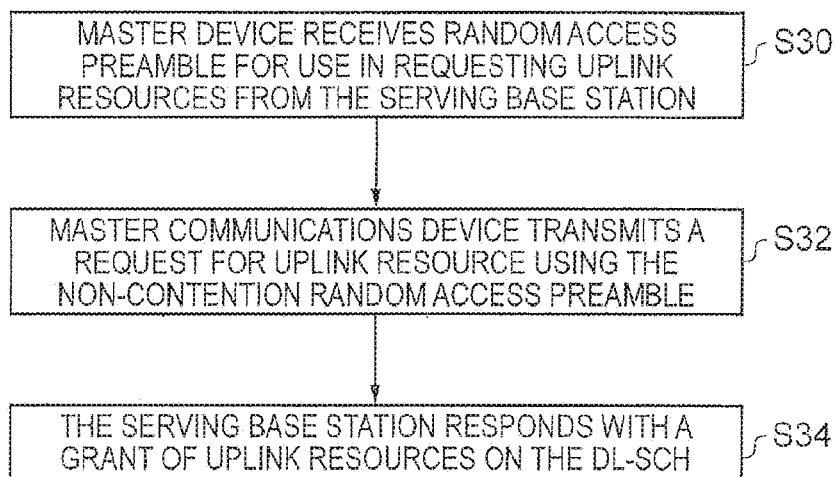 MASTER DEVICE RECEIVES RANDOM ACCESS
PREAMBLE FOR USE IN REQUESTING UPLINK
RESOURCES FROM THE SERVING BASE STATION
S30
MASTER COMMUNICATIONS DEVICE TRANSMITS A
REQUEST FOR UPLINK RESOURCE USING THE
NON-CONTENTION RANDOM ACCESS PREAMBLE
S32
THE SERVING BASE STATION RESPONDS WITH A
GRANT OF UPLINK RESOURCES ON THE DL-SCH
S34